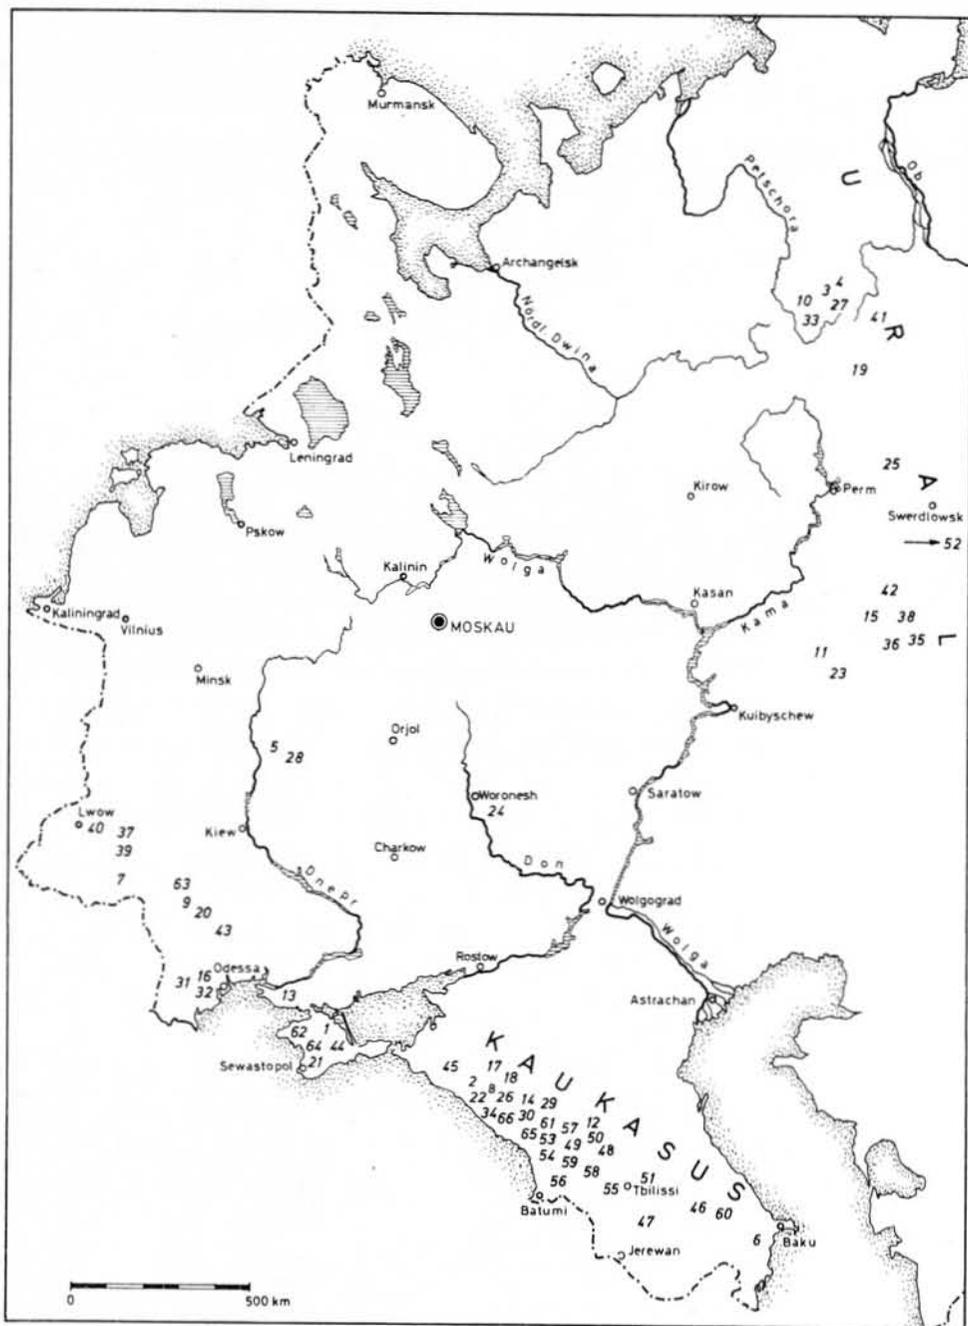 Murmansk
Petschora
Ob
U
Archangelsk
Nördl Dwina
4
3
10
27
33
41
R
19
Leningrad
25
A
Kirow
Perm
Swerdlowsk
Pskow
52
Wolga
Kalinin
42
Kasan
Kaliningrad
Kama
15
38
Vilnius
MOSKAU
35
36
L
11
Minsk
23
Kuibyschew
Orjol
5
28
Saratow
Woronesh
24
Lwow
40
37
Kiew
Charkow
39
Don
7
Dnepr
63
9
20
Wolgograd
43
Wolga
Rostow
Odessa
16
31
32
13
Astrachan
1
62
64
44
KAUKASUS
Sewastopol
21
45
17
18
2
8
22
26
14
29
34
66
30
61
57
12
65
53
50
49
48
54
59
58
51
56
55
Tbilissi
Batumi
46
60
47
6
Baku
Jerewan
0
500 km